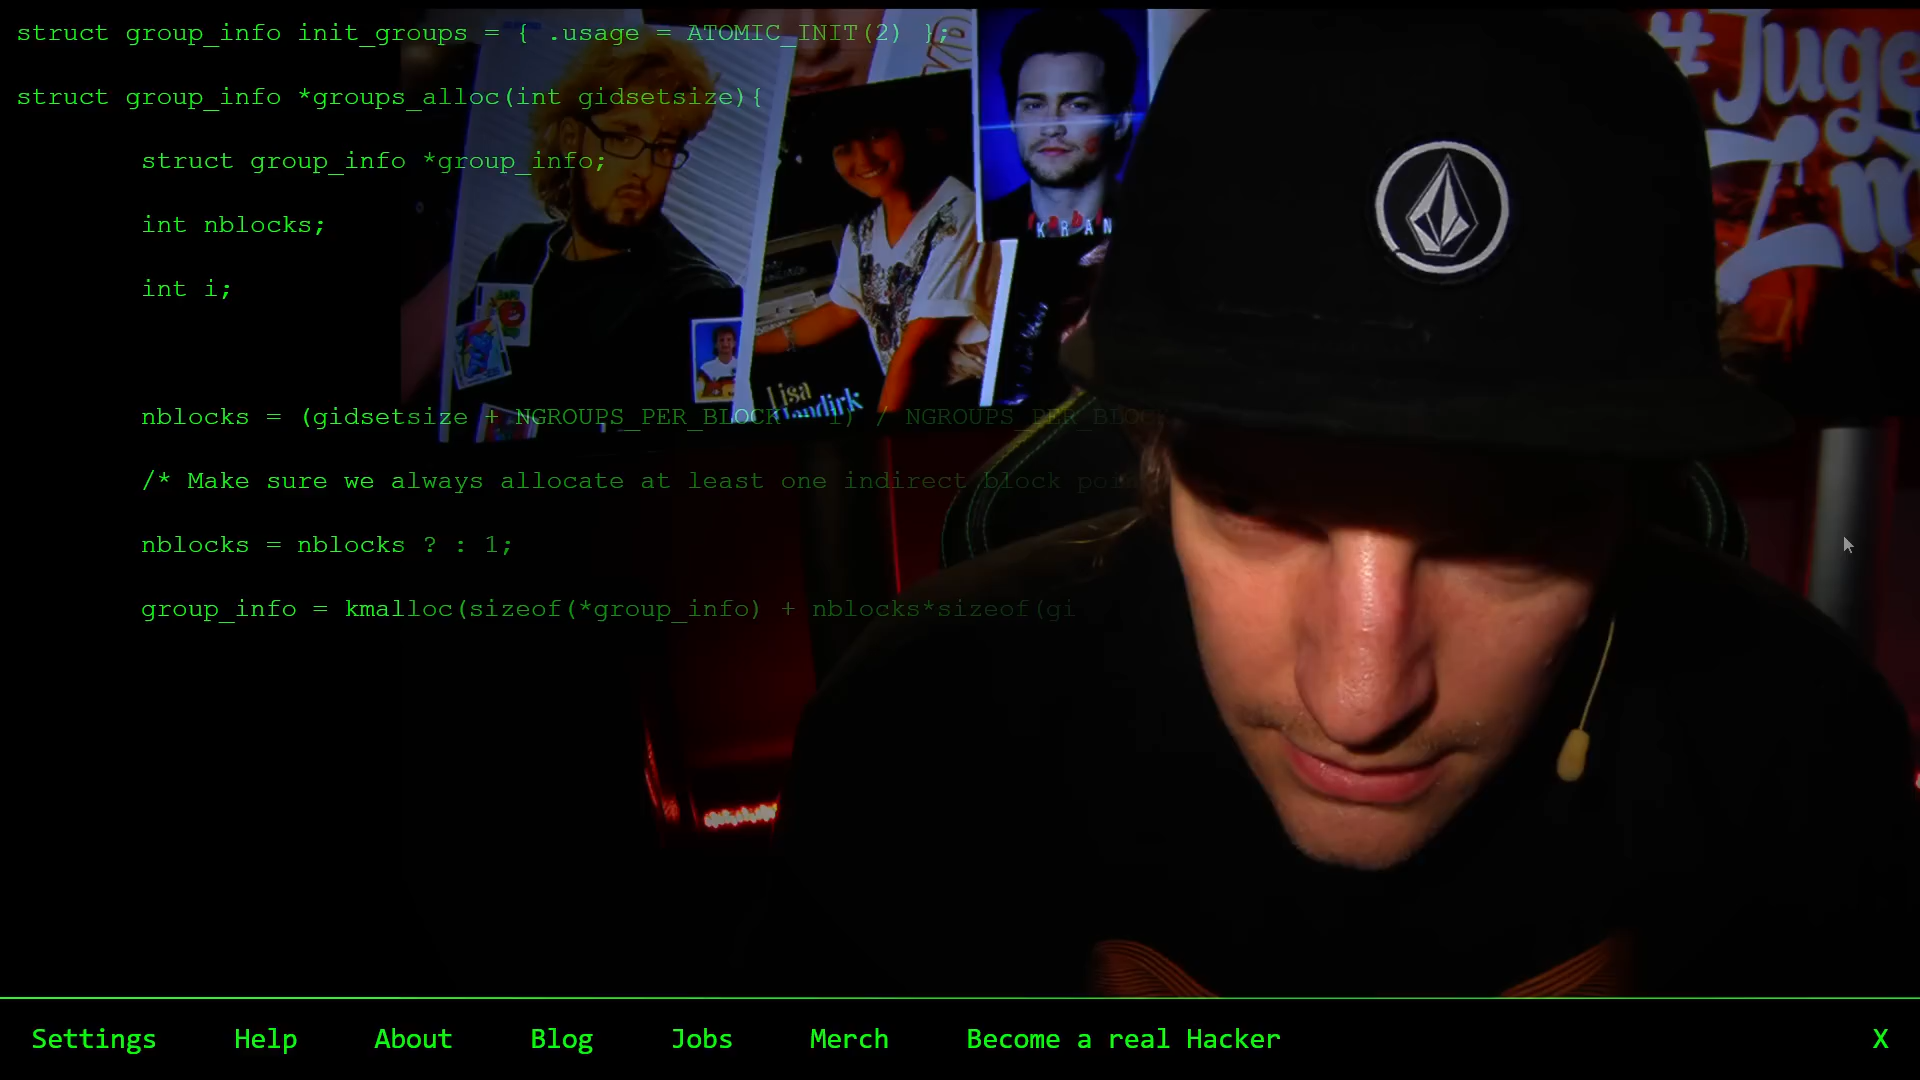 struct group_info init_groups = { .usage = ATOMIC_INIT(2) };
struct group_info *groups_alloc(int gidsetsize){
struct group_info *group_info;
int nblocks;
int i;
nblocks = (gidsetsize + NGROUPS_PER_BLOCK - 1) / NGROUPS_PER_BLOCK
/* Make sure we always allocate at least one indirect block
nblocks = nblocks ? : 1;
group_info = kmalloc(sizeof(*group_info) + nblocks*sizeof(gi
KRAN
Lisa
# Juge
Settings Help About Blog Jobs Merch Become a real Hacker X